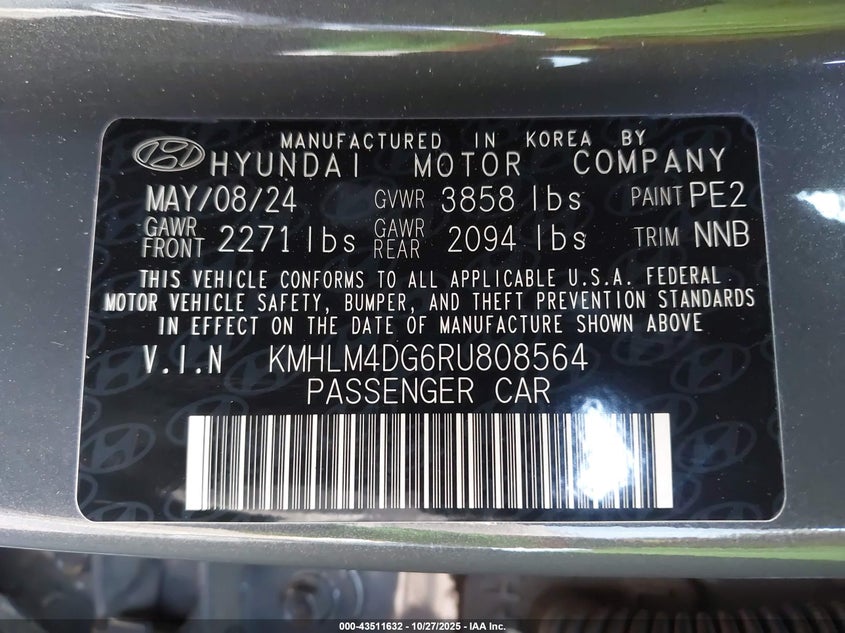 MANUFACTURED IN KOREA BY
HYUNDAI MOTOR COMPANY
MAY/08/24 GVWR 3858 lbs PAINT PE2
GAWR FRONT 2271 lbs GAWR REAR 2094 lbs TRIM NNB
THIS VEHICLE CONFORMS TO ALL APPLICABLE U.S.A. FEDERAL
MOTOR VEHICLE SAFETY, BUMPER, AND THEFT PREVENTION STANDARDS
IN EFFECT ON THE DATE OF MANUFACTURE SHOWN ABOVE
V.I.N KMHLM4DG6RU808564
PASSENGER CAR
000-43511632 - 10/27/2025 - IAA Inc.